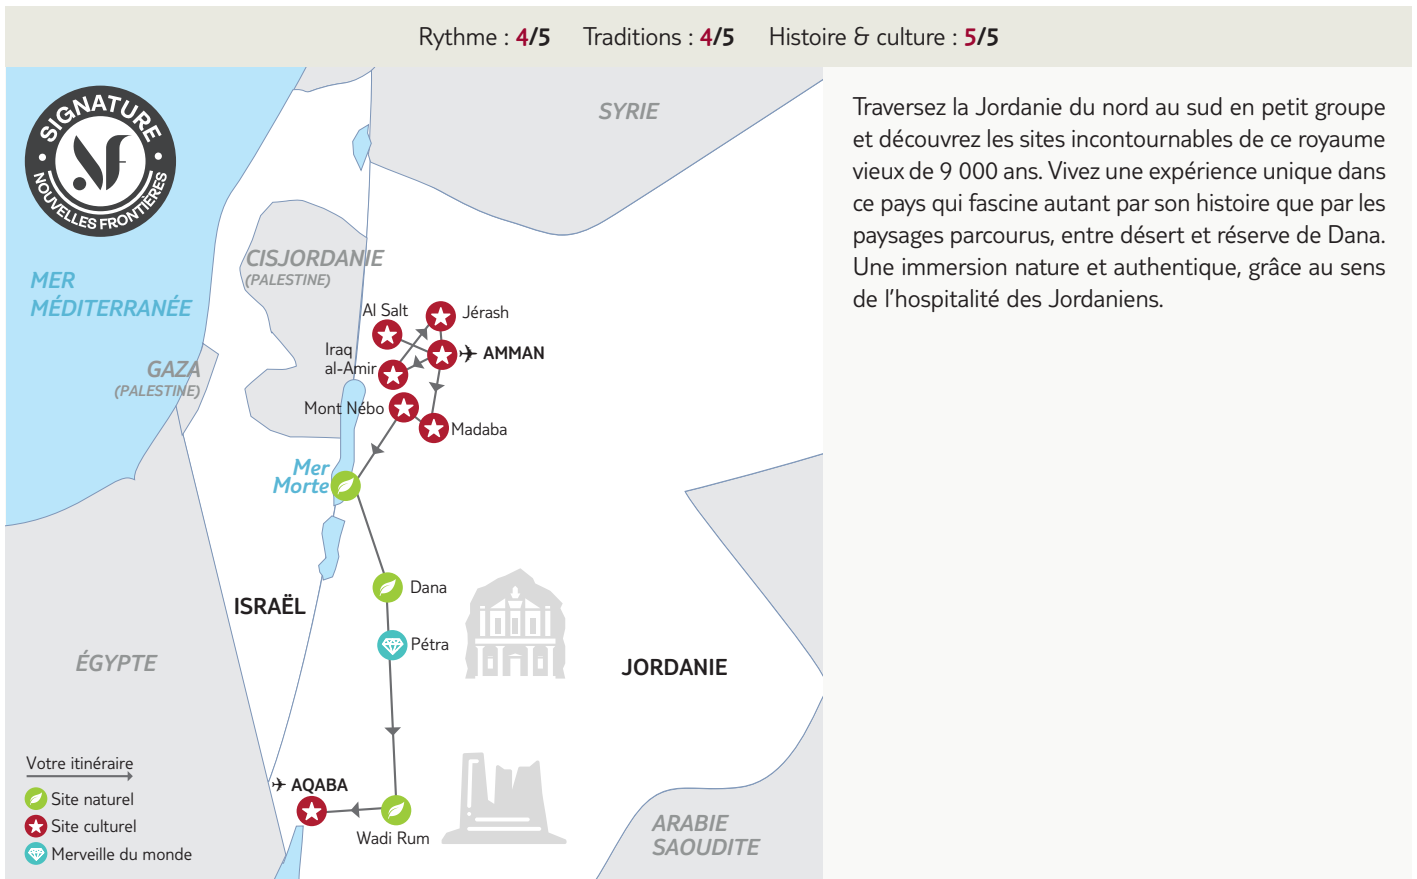 Rythme : 4/5 Traditions : 4/5 Histoire & culture : 5/5
SIGNATURE
NF
NOUVELLES FRONTIÈRES
SYRIE
CISJORDANIE
(PALESTINE)
MER
MÉDITERRANÉE
Al Salt
Jérash
Iraq
al-Amir
AMMAN
GAZA
(PALESTINE)
Mont Nébo
Madaba
Mer
Morte
Dana
ISRAËL
Pétra
ÉGYPTE
JORDANIE
Votre itinéraire
Site naturel
Site culturel
Merveille du monde
AQABA
Wadi Rum
ARABIE
SAOUDITE
Traversez la Jordanie du nord au sud en petit groupe
et découvrez les sites incontournables de ce royaume
vieux de 9 000 ans. Vivez une expérience unique dans
ce pays qui fascine autant par son histoire que par les
paysages parcourus, entre désert et réserve de Dana.
Une immersion nature et authentique, grâce au sens
de l'hospitalité des Jordaniens.